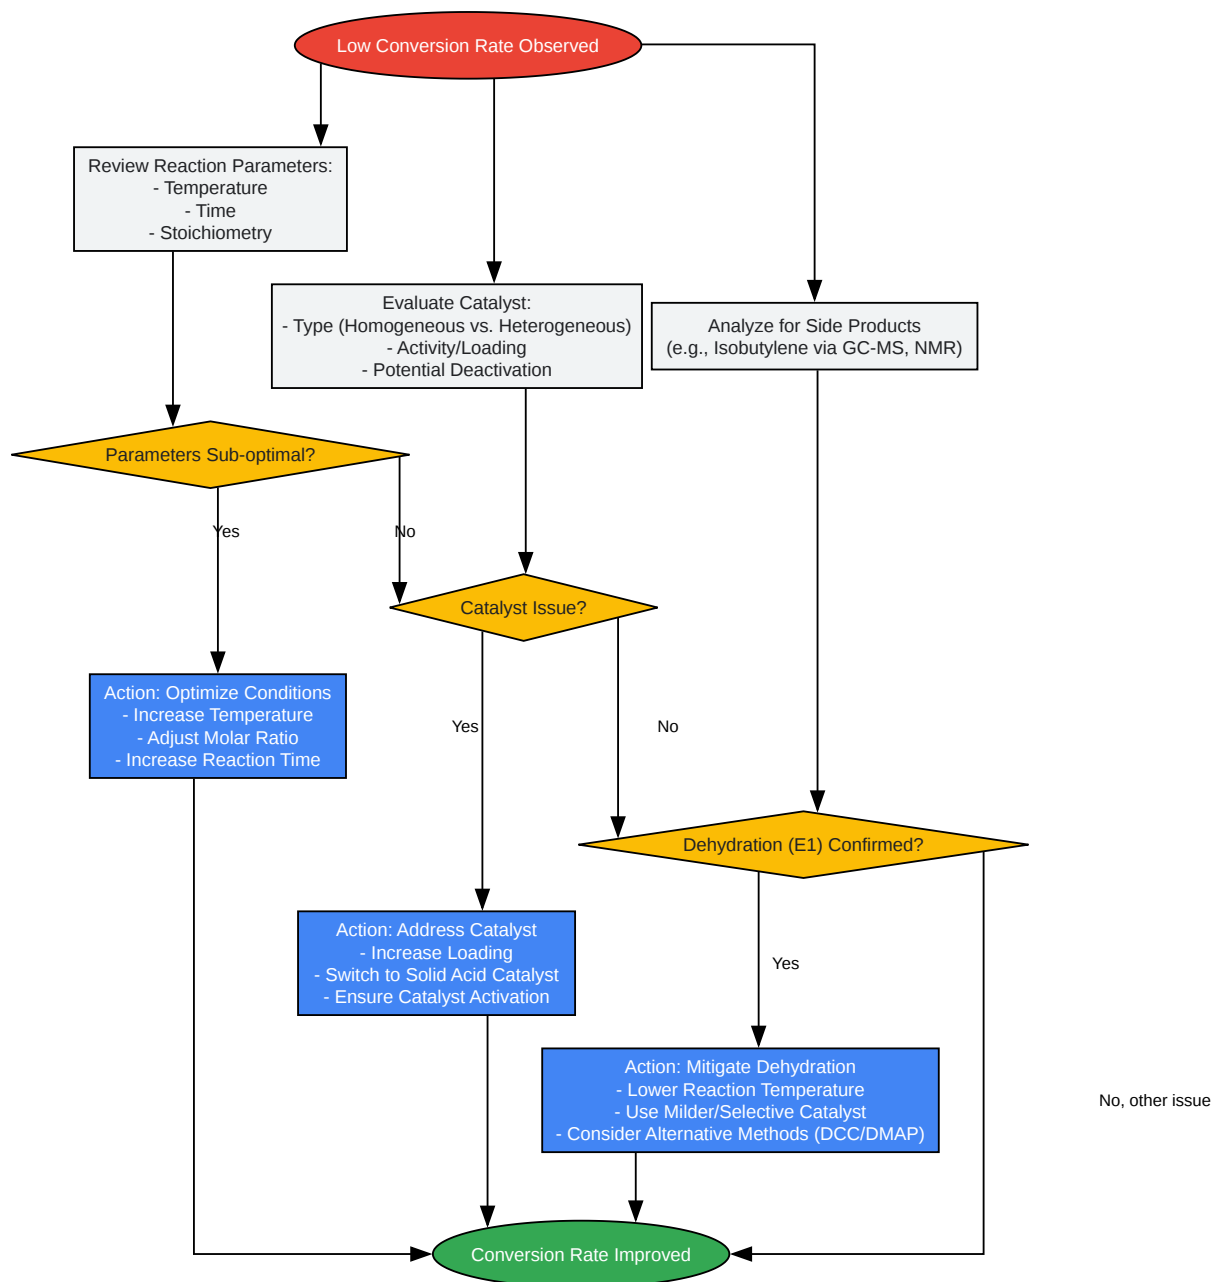 Low Conversion Rate Observed
Review Reaction Parameters:
- Temperature
- Time
- Stoichiometry
Evaluate Catalyst:
- Type (Homogeneous vs. Heterogeneous)
- Activity/Loading
- Potential Deactivation
Analyze for Side Products
(e.g., Isobutylene via GC-MS, NMR)
Parameters Sub-optimal?
Yes
No
Catalyst Issue?
Action: Optimize Conditions
- Increase Temperature
- Adjust Molar Ratio
- Increase Reaction Time
Yes
No
Dehydration (E1) Confirmed?
Action: Address Catalyst
- Increase Loading
- Switch to Solid Acid Catalyst
- Ensure Catalyst Activation
Yes
Action: Mitigate Dehydration
- Lower Reaction Temperature
- Use Milder/Selective Catalyst
- Consider Alternative Methods (DCC/DMAP)
No, other issue
Conversion Rate Improved